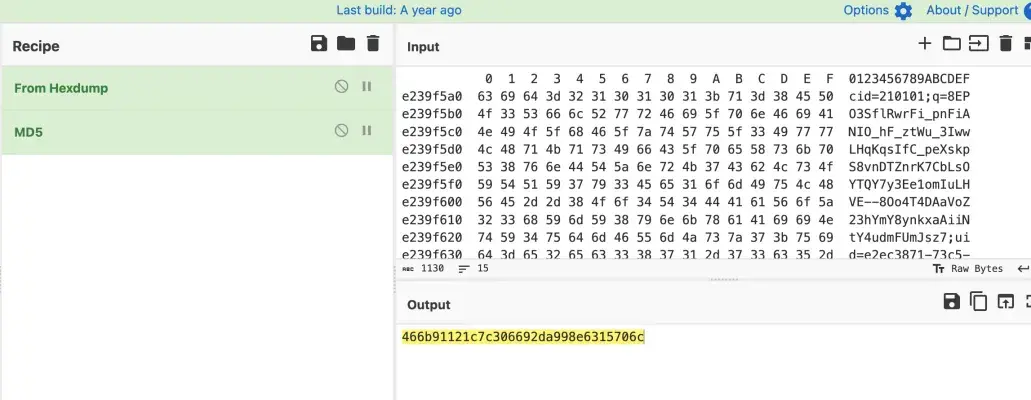 Last build: A year ago
Options
About / Support
Recipe
Input
From Hexdump
MD5
0 1 2 3 4 5 6 7 8 9 A B C D E F 0123456789ABCDEF
e239f5a0 63 69 64 3d 32 31 30 31 30 31 3b 71 3d 38 45 50 cid=210101;q=8EP
e239f5b0 4f 33 53 66 6c 52 77 72 46 69 5f 70 6e 46 69 41 O3SflRwrFi_pnFiA
e239f5c0 4e 49 4f 5f 68 46 5f 7a 74 57 75 5f 33 49 77 77 NIO_hF_ztWu_3Iww
e239f5d0 4c 48 71 4b 71 73 49 66 43 5f 70 65 58 73 6b 70 LHqKqsIfC_peXskp
e239f5e0 53 38 76 6e 44 54 5a 6e 72 4b 37 43 62 4c 73 4f S8vnDTZnrK7CbLsO
e239f5f0 59 54 51 59 37 79 33 45 65 31 6f 6d 49 75 4c 48 YTQY7y3Ee1omIuLH
e239f600 56 45 2d 2d 38 4f 6f 34 54 34 44 41 61 56 6f 5a VE--8Oo4T4DAaVoZ
e239f610 32 33 68 59 6d 59 38 79 6e 6b 78 61 41 69 69 4e 23hYmY8ynkxaAiiN
e239f620 74 59 34 75 64 6d 46 55 6d 4a 73 7a 37 3b 75 69 tY4udmFUmJsz7;ui
e239f630 64 3d 65 32 65 63 33 38 37 31 2d 37 33 63 35 2d d=e2ec3871-73c5-
ABC 1130 15
Tт Raw Bytes
Output
466b91121c7c306692da998e6315706c